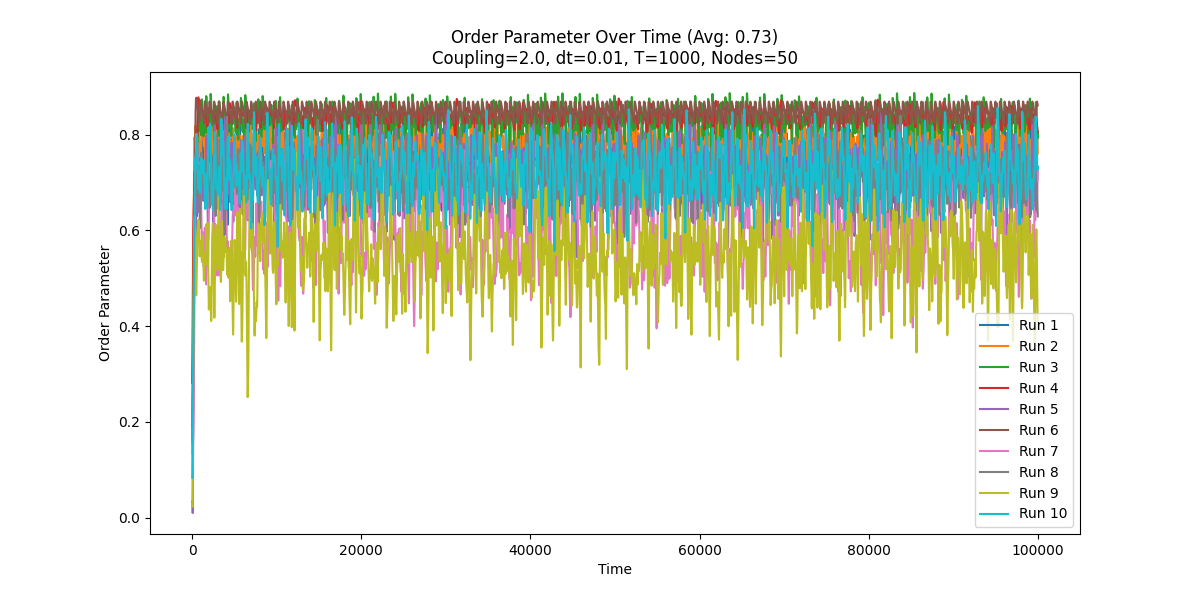 Order Parameter Over Time (Avg: 0.73)
Coupling=2.0, dt=0.01, T=1000, Nodes=50
Order Parameter
0.8
0.6
0.4
0.2
0.0
Run 1
Run 2
Run 3
Run 4
Run 5
Run 6
Run 7
Run 8
Run 9
Run 10
0
20000
40000
60000
80000
100000
Time